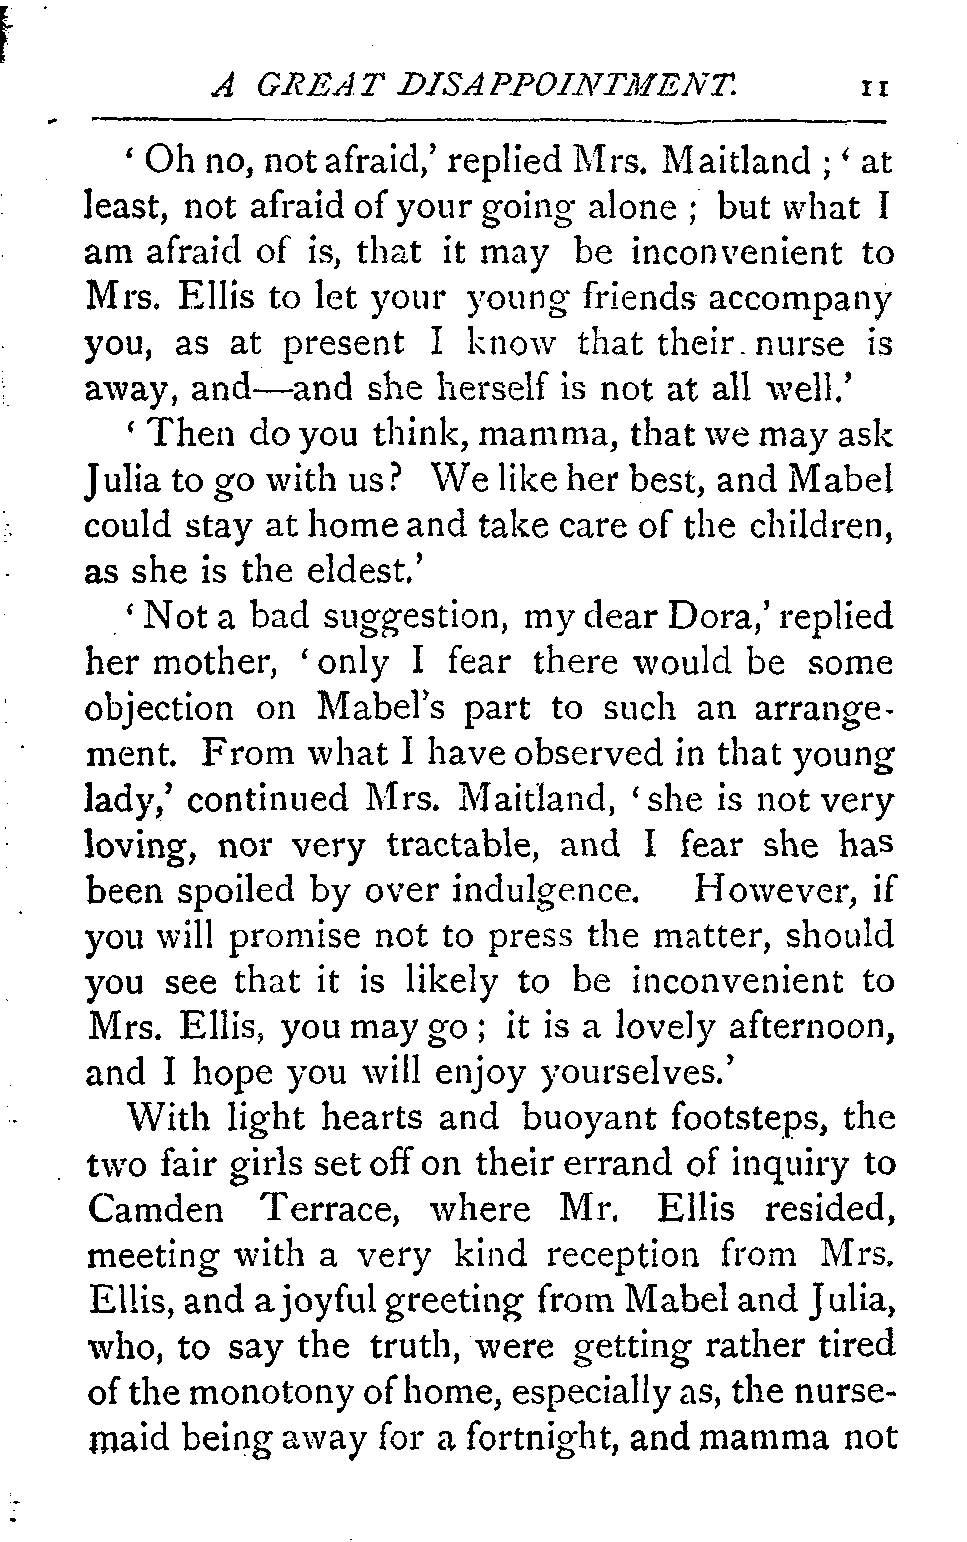 A GREAT DISAPPOINTMENT. 11
‘ Oh no, not afraid,’ replied Mrs. Maitland ; ‘ at
least, not afraid of your going alone ; but what I
am afraid of is, that it may be inconvenient to
Mrs. Ellis to let your young friends accompany
you, as at present I know that their nurse is
away, and—and she herself is not at all well.’
‘ Then do you think, mamma, that we may ask
Julia to go with us? We like her best, and Mabel
could stay at home and take care of the children,
as she is the eldest.’
‘ Not a bad suggestion, my dear Dora,’ replied
her mother, ‘ only I fear there would be some
objection on Mabel’s part to such an arrange-
ment. From what I have observed in that young
lady,’ continued Mrs. Maitland, ‘ she is not very
loving, nor very tractable, and I fear she has
been spoiled by over indulgence. However, if
you will promise not to press the matter, should
you see that it is likely to be inconvenient to
Mrs. Ellis, you may go ; it is a lovely afternoon,
and I hope you will enjoy yourselves.’
With light hearts and buoyant footsteps, the
two fair girls set off on their errand of inquiry to
Camden Terrace, where Mr. Ellis resided,
meeting with a very kind reception from Mrs.
Ellis, and a joyful greeting from Mabel and Julia,
who, to say the truth, were getting rather tired
of the monotony of home, especially as, the nurse-
maid being away for a fortnight, and mamma not